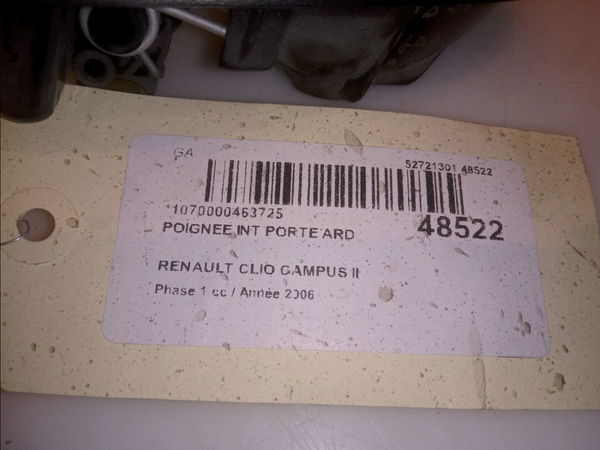 GA
52721301 48522
1070000463725
48522
POIGNEE INT PORTE ARD
RENAULT CLIO CAMPUS II
Phase 1 cc / Année 2006